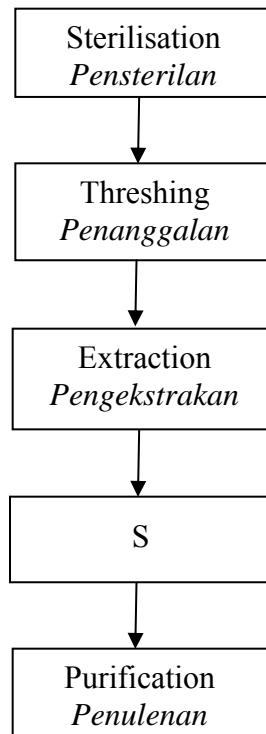 Sterilisation
Pensterilan
Threshing
Penanggalan
Extraction
Pengekstrakan
S
Purification
Penulenan